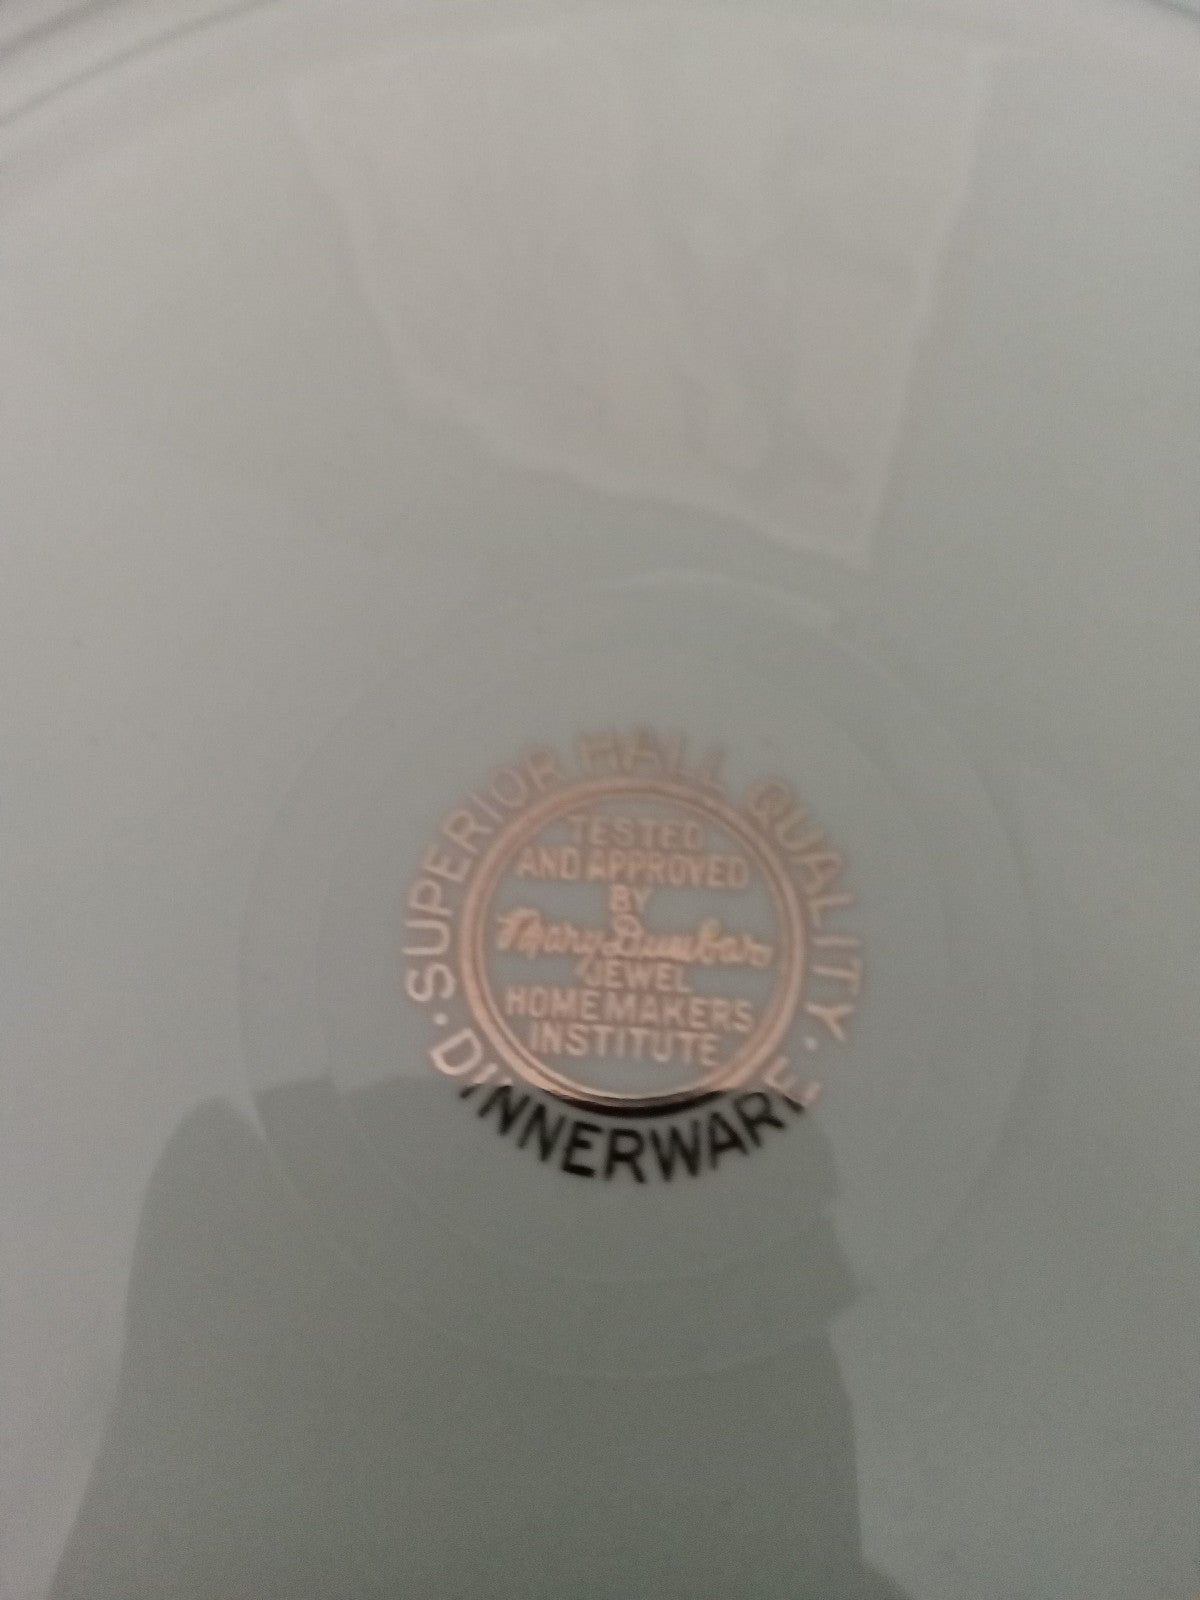 SUPERIOR HALL QUALITY
TESTED
AND APPROVED
BY
Mary Dunbar
JEWEL
HOMEMAKERS
INSTITUTE
· DINNERWARE ·